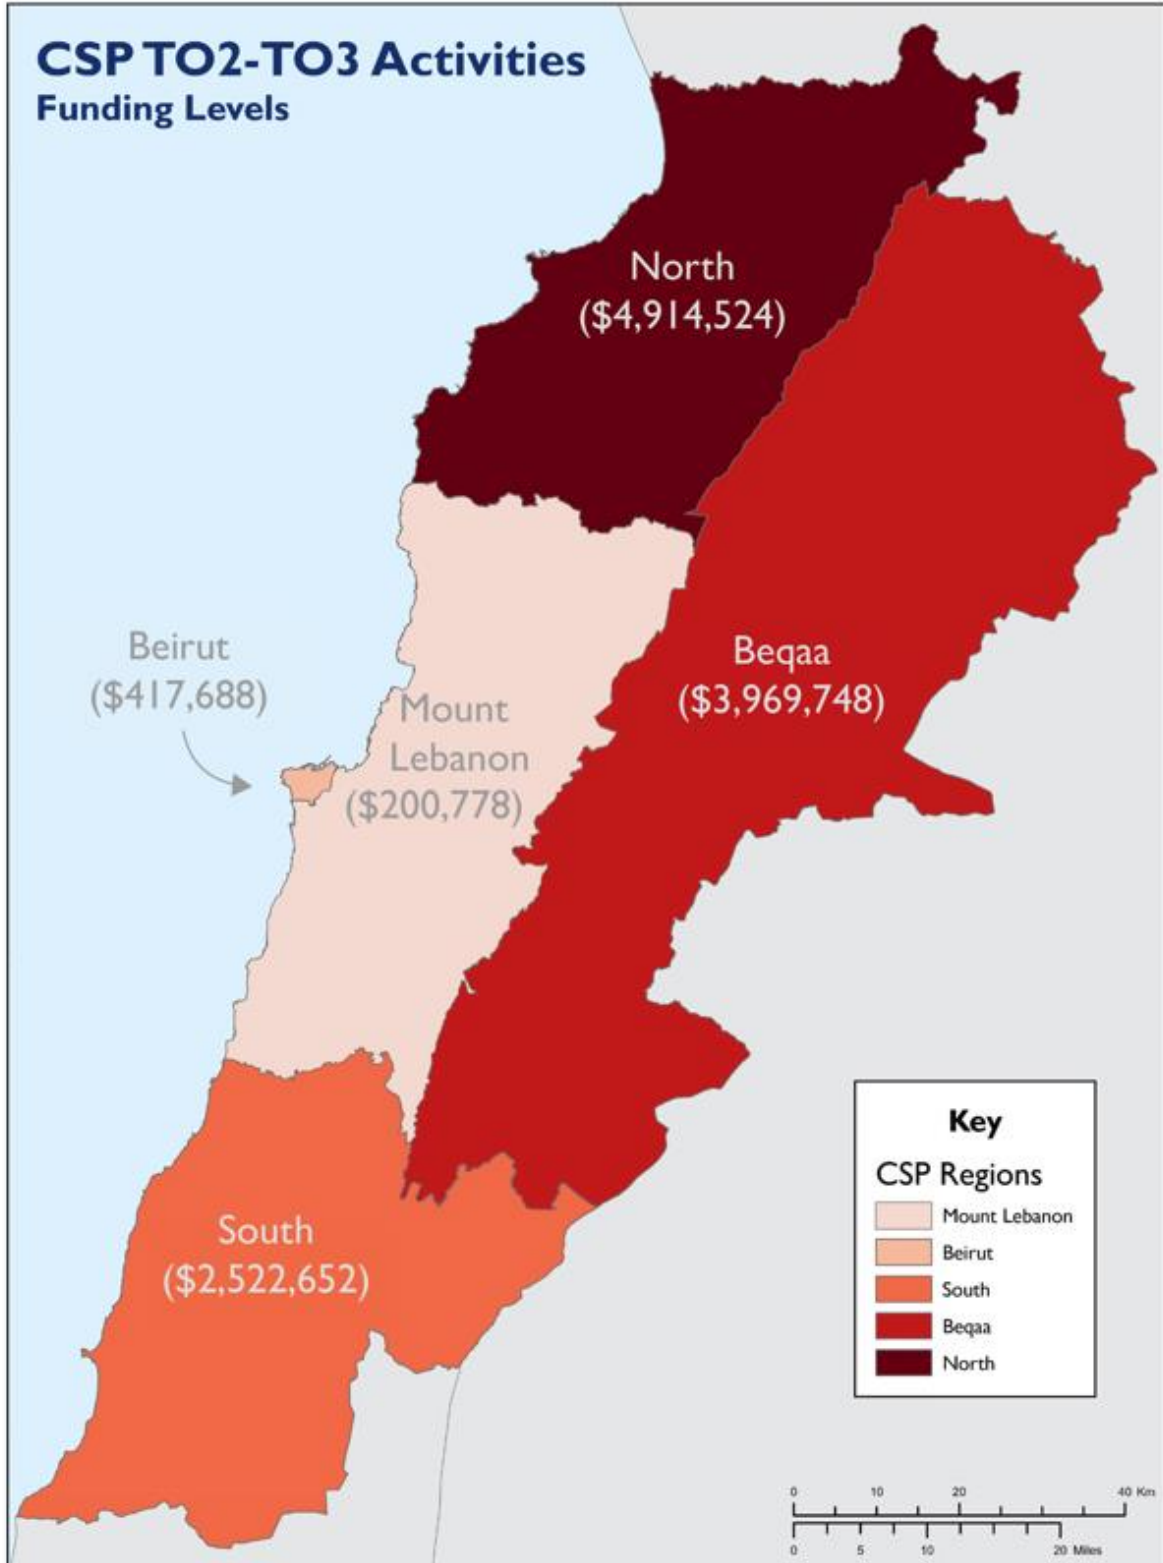 CSP TO2-TO3 Activities
Funding Levels
North
($4,914,524)
Beqaa
($3,969,748)
Beirut
($417,688)
Mount
Lebanon
($200,778)
South
($2,522,652)
Key
CSP Regions
Mount Lebanon
Beirut
South
Beqaa
North
0 10 20 40 Km
0 5 10 20 Miles